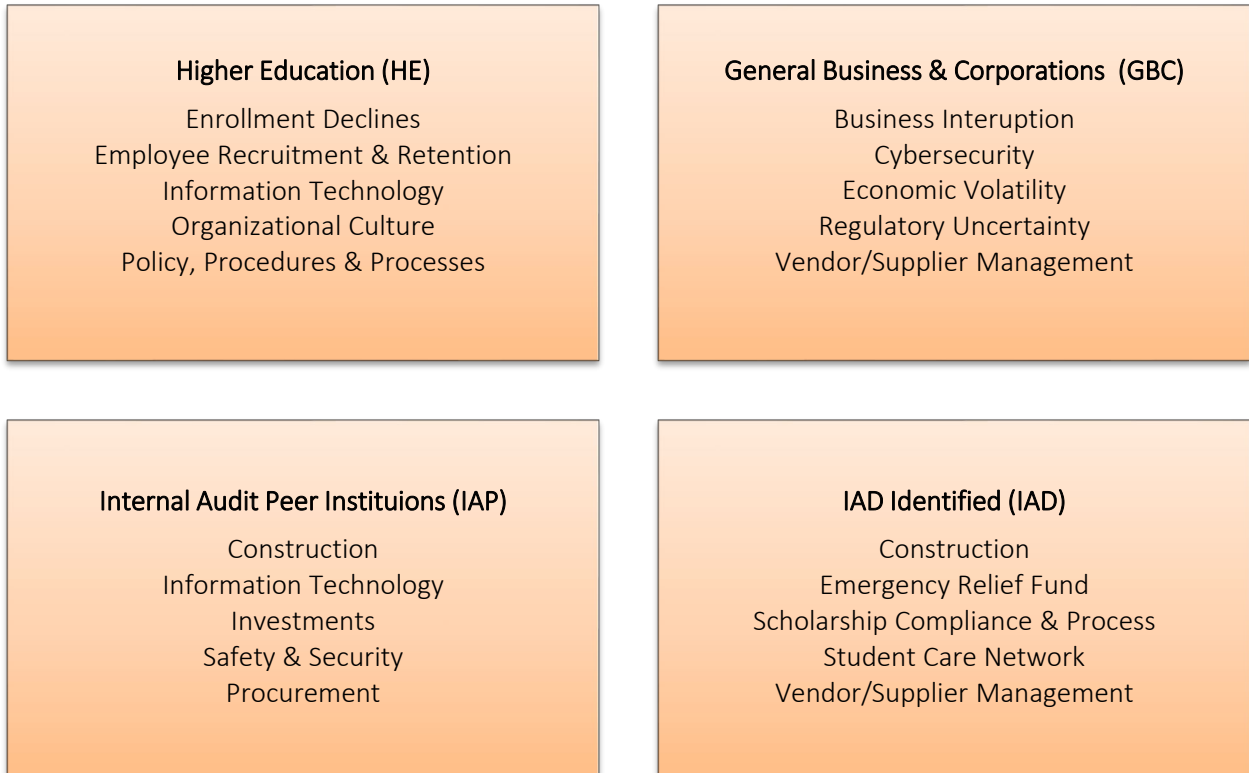 Higher Education (HE)
Enrollment Declines
Employee Recruitment & Retention
Information Technology
Organizational Culture
Policy, Procedures & Processes
General Business & Corporations (GBC)
Business Interuption
Cybersecurity
Economic Volatility
Regulatory Uncertainty
Vendor/Supplier Management
Internal Audit Peer Instituions (IAP)
Construction
Information Technology
Investments
Safety & Security
Procurement
IAD Identified (IAD)
Construction
Emergency Relief Fund
Scholarship Compliance & Process
Student Care Network
Vendor/Supplier Management